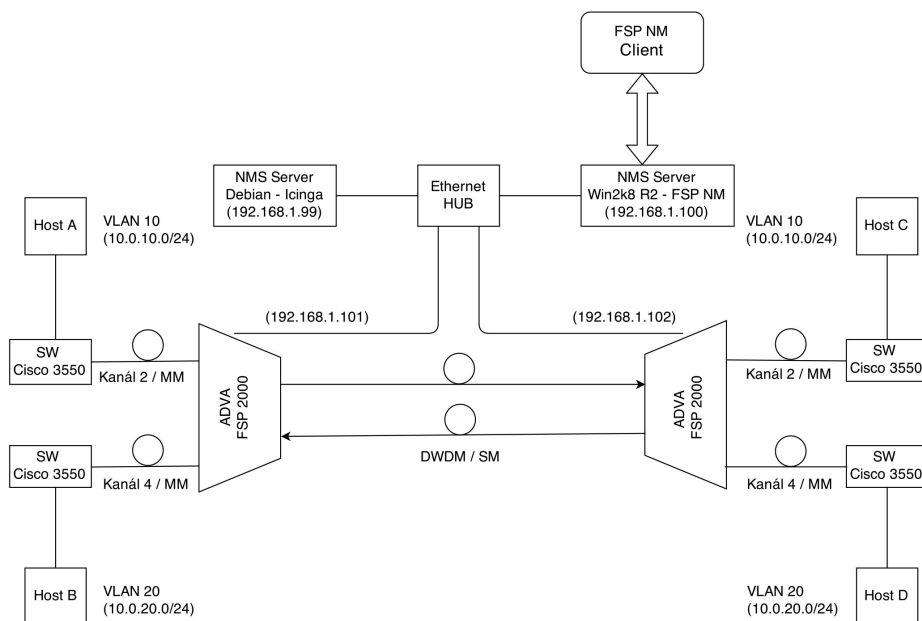 FSP NM
Client
NMS Server
Debian - Icinga
(192.168.1.99)
Ethernet
HUB
NMS Server
Win2k8 R2 - FSP NM
(192.168.1.100)
Host A
VLAN 10
(10.0.10.0/24)
VLAN 10
(10.0.10.0/24)
Host C
(192.168.1.101)
(192.168.1.102)
SW
Cisco 3550
Kanál 2 / MM
ADVA
FSP 2000
ADVA
FSP 2000
Kanál 2 / MM
SW
Cisco 3550
SW
Cisco 3550
Kanál 4 / MM
DWDM / SM
Kanál 4 / MM
SW
Cisco 3550
Host B
VLAN 20
(10.0.20.0/24)
VLAN 20
(10.0.20.0/24)
Host D